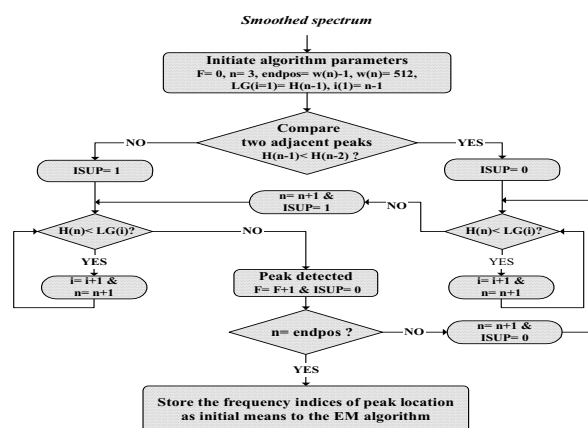 Smoothed spectrum
Initiate algorithm parameters
F= 0, n= 3, endpos= w(n)-1, w(n)= 512,
LG(i=1)= H(n-1), i(1)= n-1
Compare
two adjacent peaks
H(n-1)< H(n-2) ?
NO
YES
ISUP= 1
ISUP= 0
n= n+1 &
ISUP= 1
NO
H(n)< LG(i)?
H(n)< LG(i)?
NO
YES
YES
i= i+1 &
n= n+1
Peak detected
F= F+1 & ISUP= 0
i= i+1 &
n= n+1
n= endpos ?
NO
n= n+1 &
ISUP= 0
YES
Store the frequency indices of peak location
as initial means to the EM algorithm